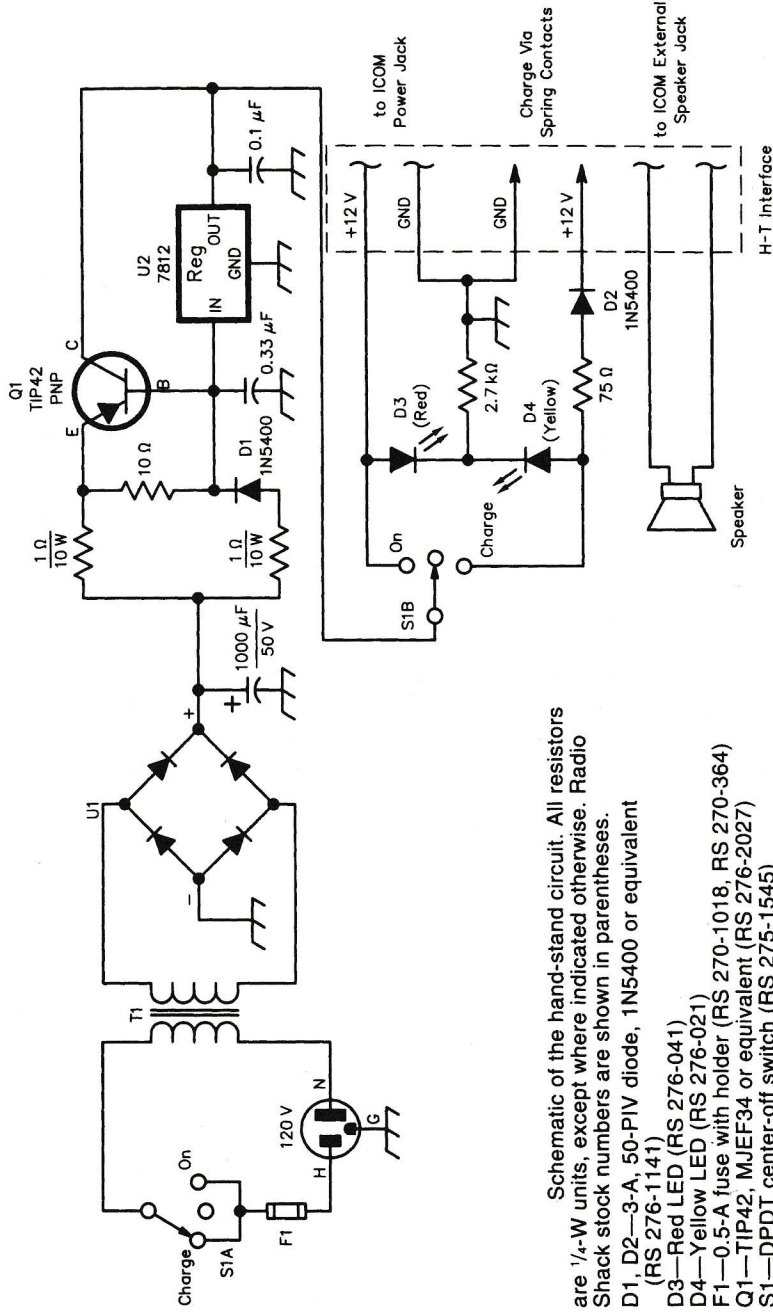 T1
120 V
H
N
G
F1
Charge
On
S1A
U1
+
-
+
1000 µF
50 V
1 Ω
10 W
1 Ω
10 W
10 Ω
D1
1N5400
Q1
TIP42
PNP
E
B
C
0.33 µF
U2
7812
Reg
IN
OUT
GND
0.1 µF
S1B
On
Charge
D3
(Red)
D4
(Yellow)
2.7 kΩ
75 Ω
D2
1N5400
+12 V
GND
GND
+12 V
to ICOM
Power Jack
Charge Via
Spring Contacts
to ICOM External
Speaker Jack
H-T Interface
Speaker
Schematic of the hand-stand circuit. All resistors
are 1/4-W units, except where indicated otherwise. Radio
Shack stock numbers are shown in parentheses.
D1, D2—3-A, 50-PIV diode, 1N5400 or equivalent
(RS 276-1141)
D3—Red LED (RS 276-041)
D4—Yellow LED (RS 276-021)
F1—0.5-A fuse with holder (RS 270-1018, RS 270-364)
Q1—TIP42, MJEF34 or equivalent (RS 276-2027)
S1—DPDT center-off switch (RS 275-1545)